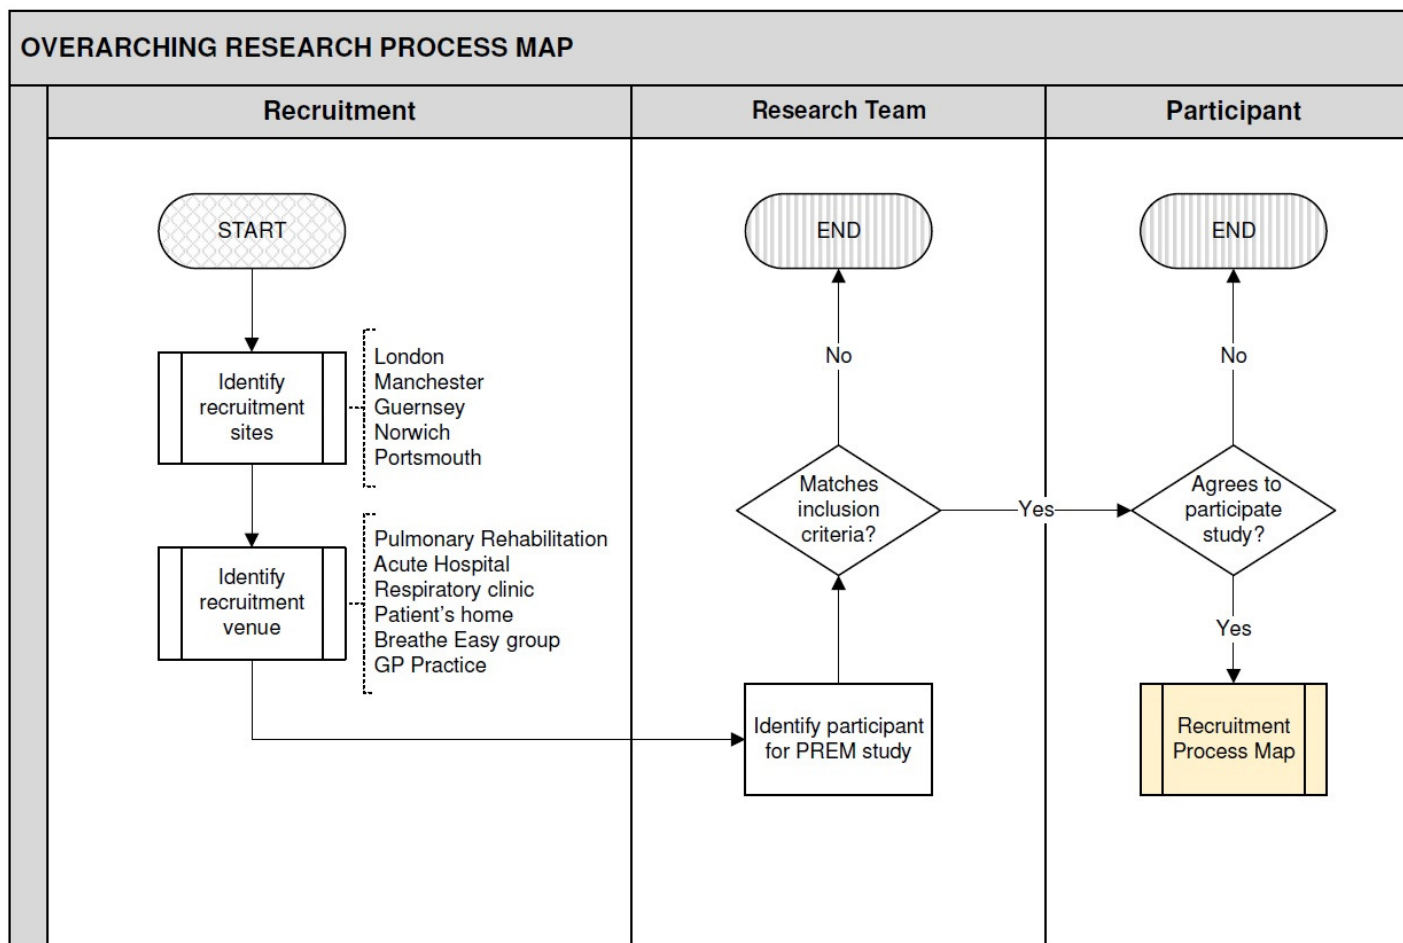 OVERARCHING RESEARCH PROCESS MAP
Recruitment
Research Team
Participant
START
Identify
recruitment
sites
London
Manchester
Guernsey
Norwich
Portsmouth
Identify
recruitment
venue
Pulmonary Rehabilitation
Acute Hospital
Respiratory clinic
Patient's home
Breathe Easy group
GP Practice
END
No
Matches
inclusion
criteria?
Yes
Identify participant
for PREM study
END
No
Agrees to
participate
study?
Yes
Recruitment
Process Map